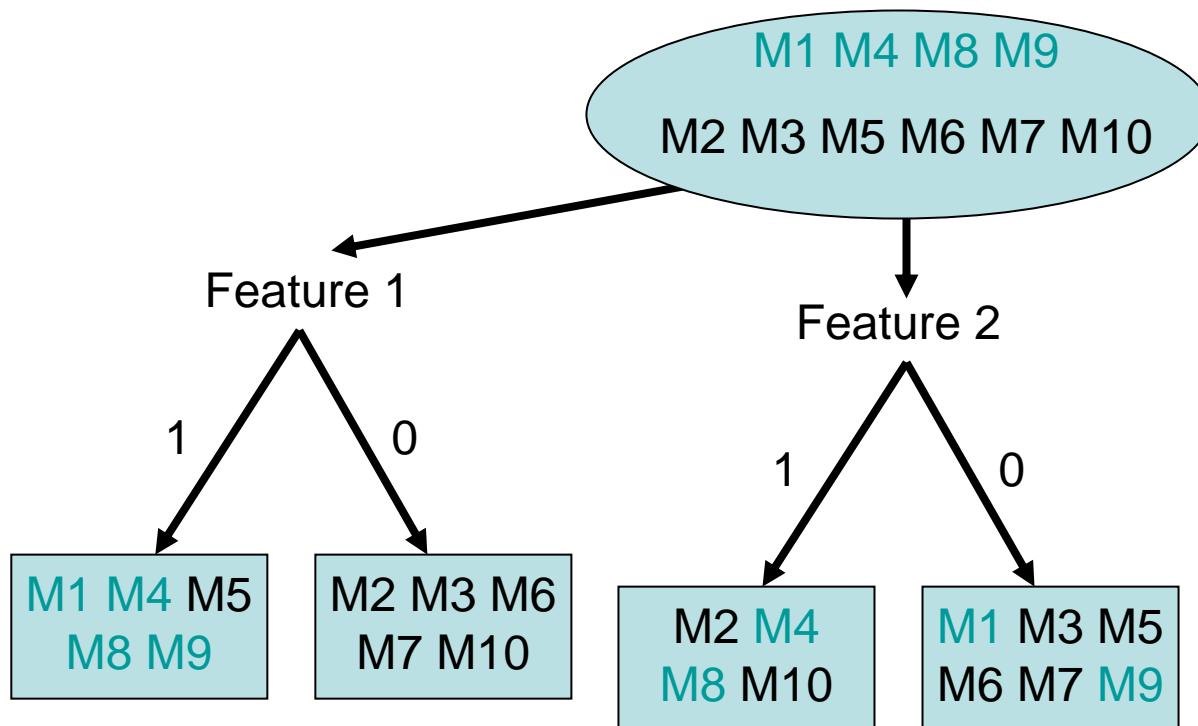 M1 M4 M8 M9
M2 M3 M5 M6 M7 M10
Feature 1
Feature 2
1
0
1
0
M1 M4 M5
M8 M9
M2 M3 M6
M7 M10
M2 M4
M8 M10
M1 M3 M5
M6 M7 M9